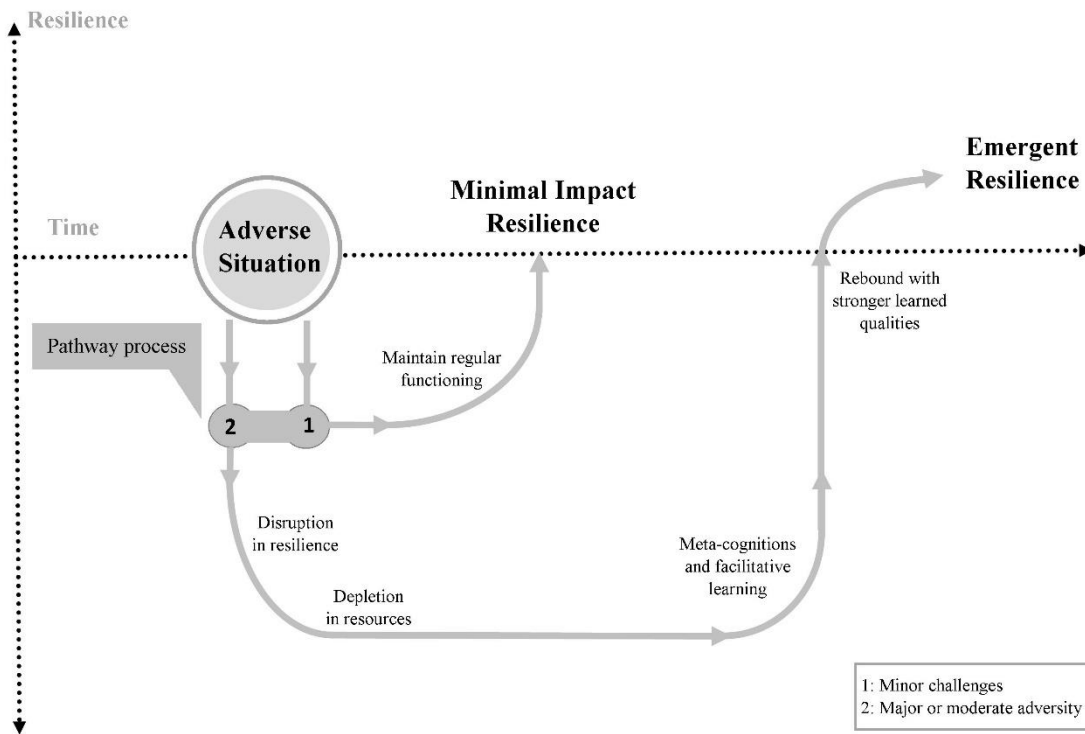 Resilience
Emergent
Resilience
Minimal Impact
Resilience
Time
Adverse
Situation
Rebound with
stronger learned
qualities
Pathway process
Maintain regular
functioning
2
1
Disruption
in resilience
Meta-cognitions
and facilitative
learning
Depletion
in resources
1: Minor challenges
2: Major or moderate adversity